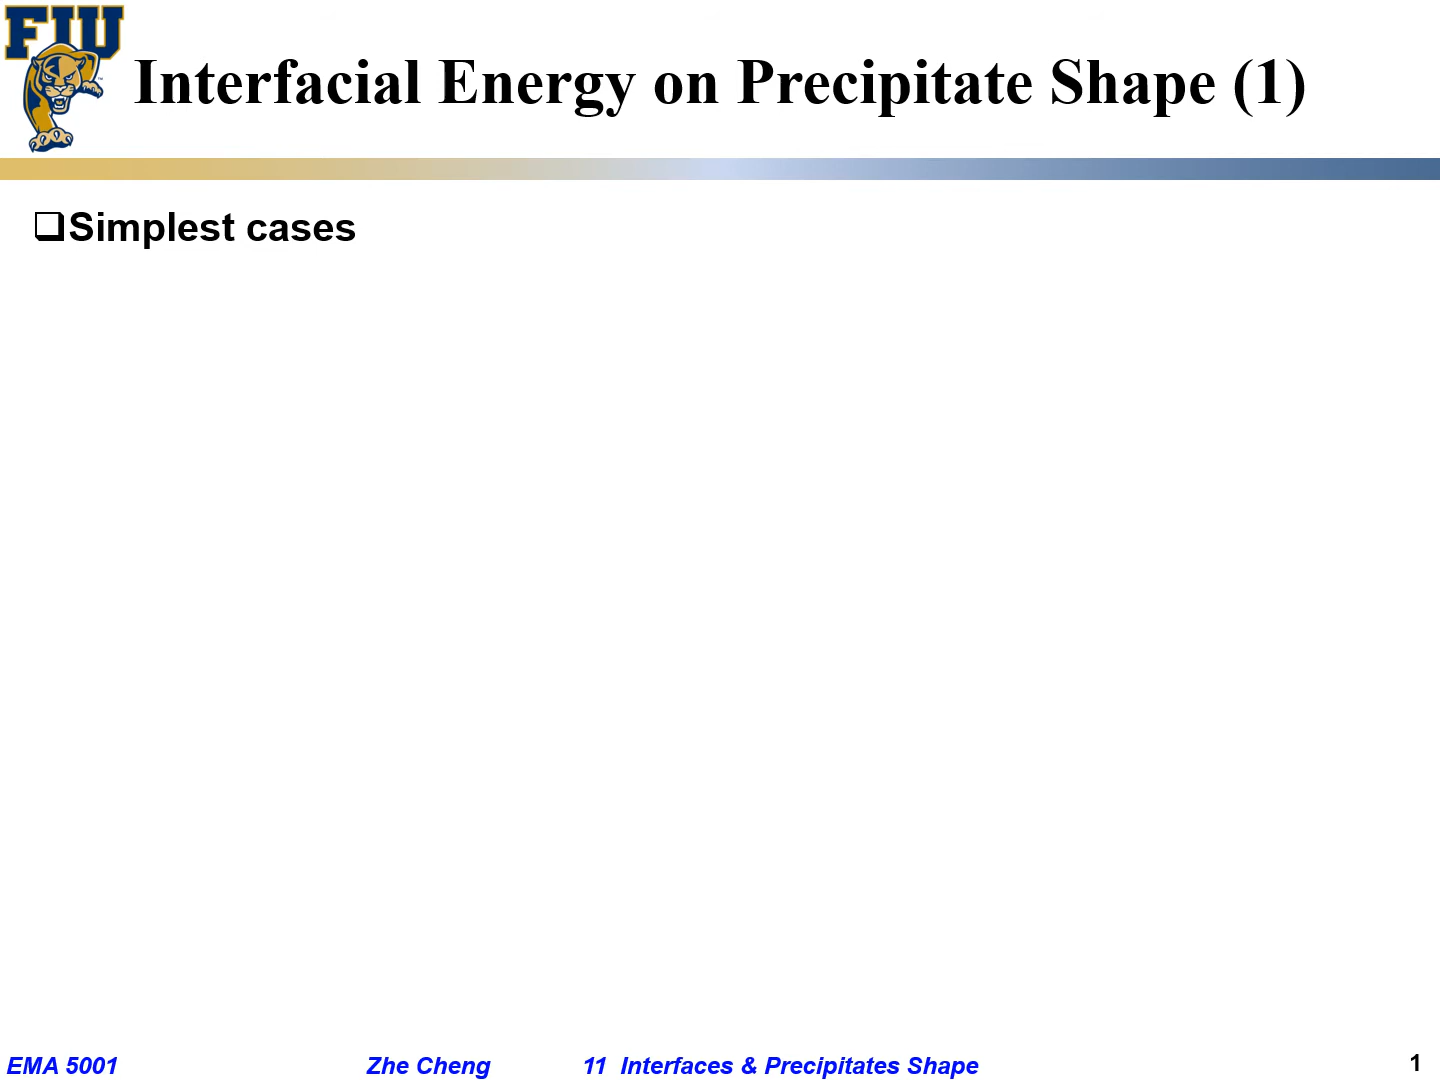 FIU
Interfacial Energy on Precipitate Shape (1)
Simplest cases
EMA 5001 Zhe Cheng 11 Interfaces & Precipitates Shape 1